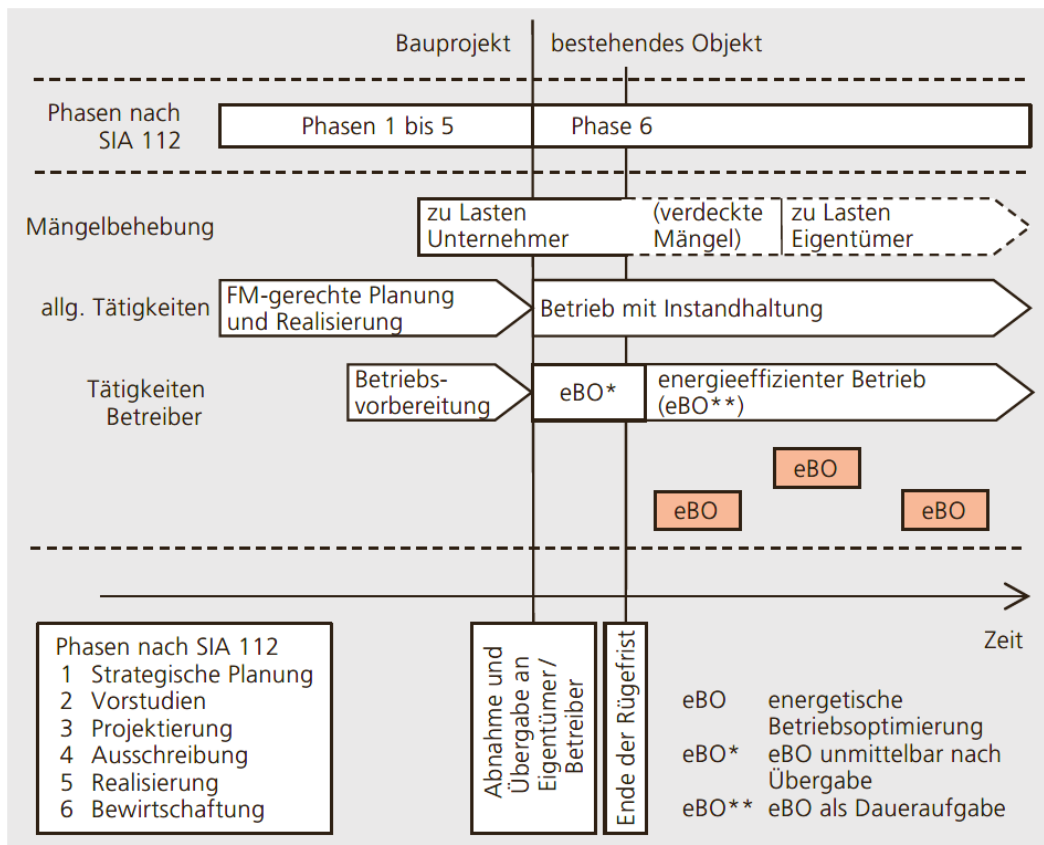 Bauprojekt
bestehendes Objekt
Phasen nach
SIA 112
Phasen 1 bis 5
Phase 6
Mängelbehebung
zu Lasten
Unternehmer
(verdeckte
Mängel)
zu Lasten
Eigentümer
allg. Tätigkeiten
FM-gerechte Planung
und Realisierung
Betrieb mit Instandhaltung
Tätigkeiten
Betreiber
Betriebs-
vorbereitung
eBO*
energieeffizienter Betrieb
(eBO**)
eBO
eBO
eBO
Zeit
Phasen nach SIA 112
1 Strategische Planung
2 Vorstudien
3 Projektierung
4 Ausschreibung
5 Realisierung
6 Bewirtschaftung
Abnahme und
Übergabe an
Eigentümer/
Betreiber
Ende der Rügefrist
eBO energetische
Betriebsoptimierung
eBO* eBO unmittelbar nach
Übergabe
eBO** eBO als Daueraufgabe